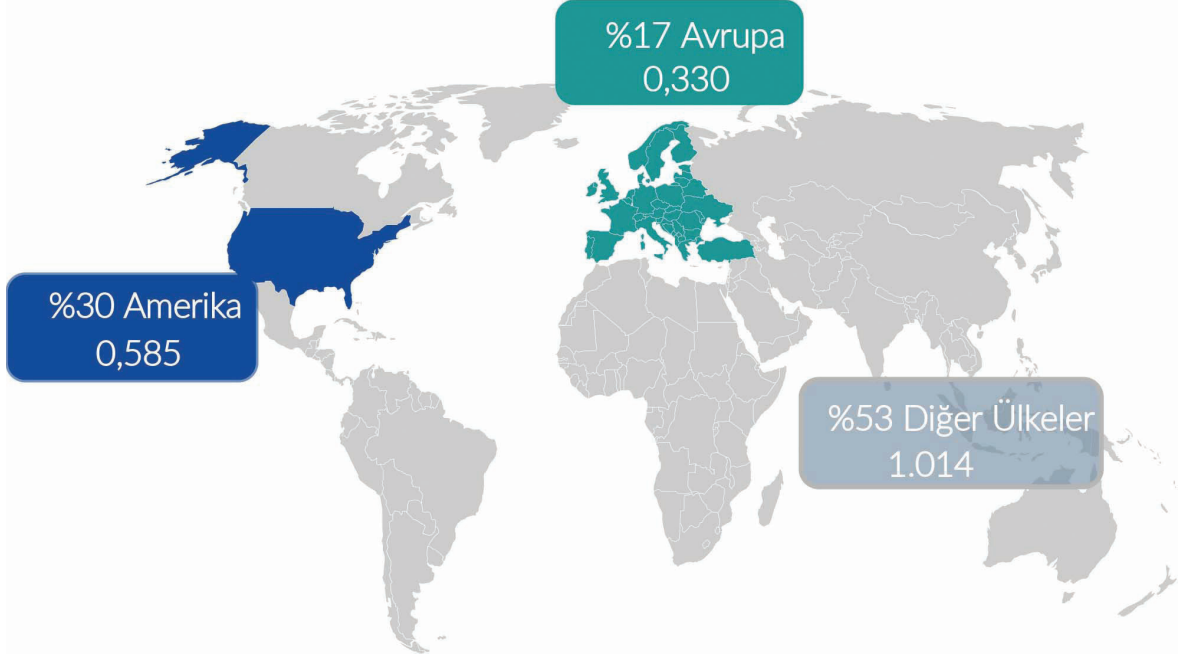 %17 Avrupa
0,330
%30 Amerika
0,585
%53 Diğer Ülkeler
1.014